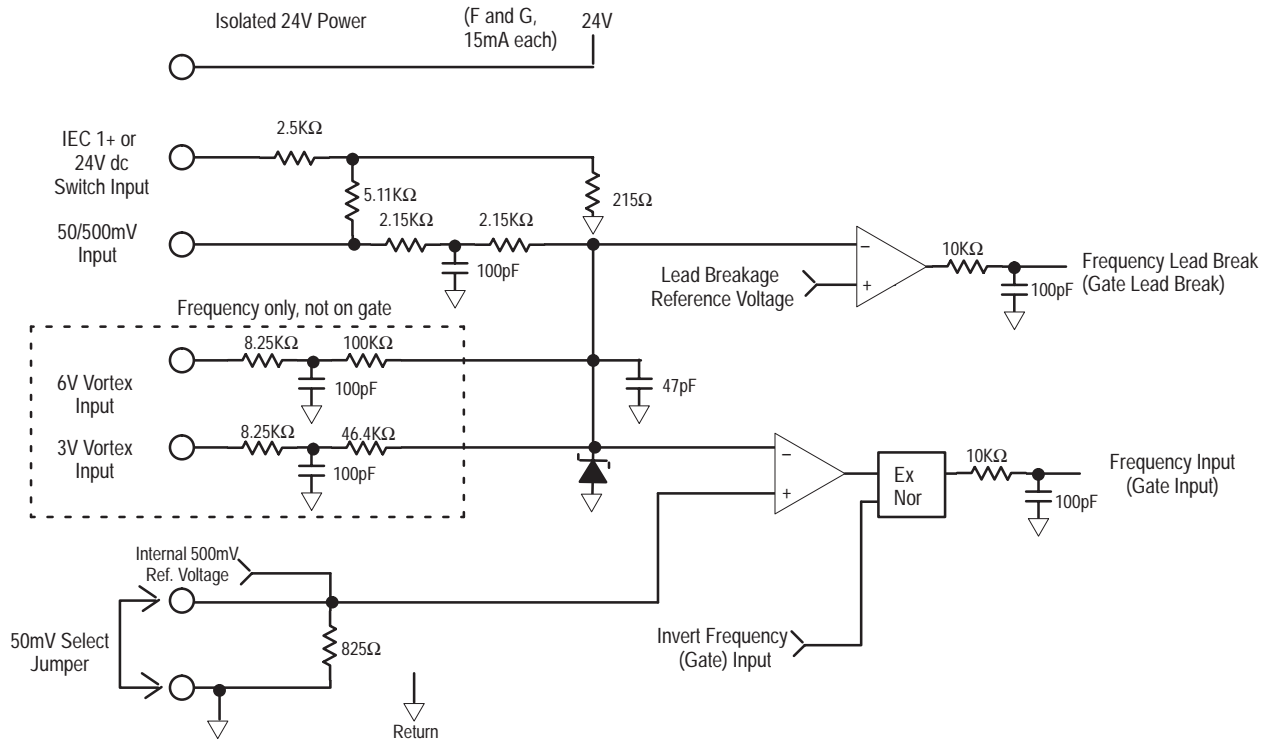 Isolated 24V Power
(F and G,
15mA each)
24V
IEC 1+ or
24V dc
Switch Input
2.5KΩ
5.11KΩ
215Ω
50/500mV
Input
2.15KΩ
2.15KΩ
100pF
Lead Breakage
Reference Voltage
−
+
10KΩ
100pF
Frequency Lead Break
(Gate Lead Break)
Frequency only, not on gate
6V Vortex
Input
8.25KΩ
100KΩ
100pF
47pF
3V Vortex
Input
8.25KΩ
46.4KΩ
100pF
−
+
Ex
Nor
10KΩ
100pF
Frequency Input
(Gate Input)
Internal 500mV
Ref. Voltage
50mV Select
Jumper
825Ω
Invert Frequency
(Gate) Input
Return